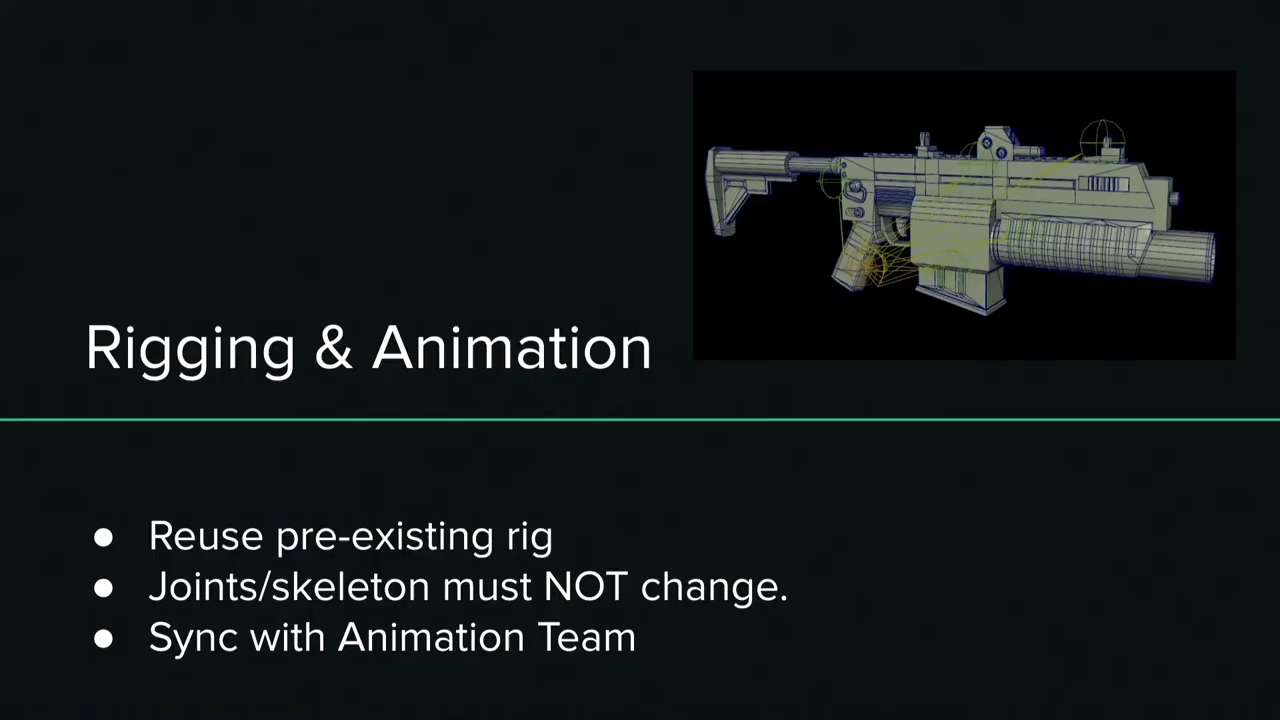 Rigging & Animation
● Reuse pre-existing rig
● Joints/skeleton must NOT change.
● Sync with Animation Team